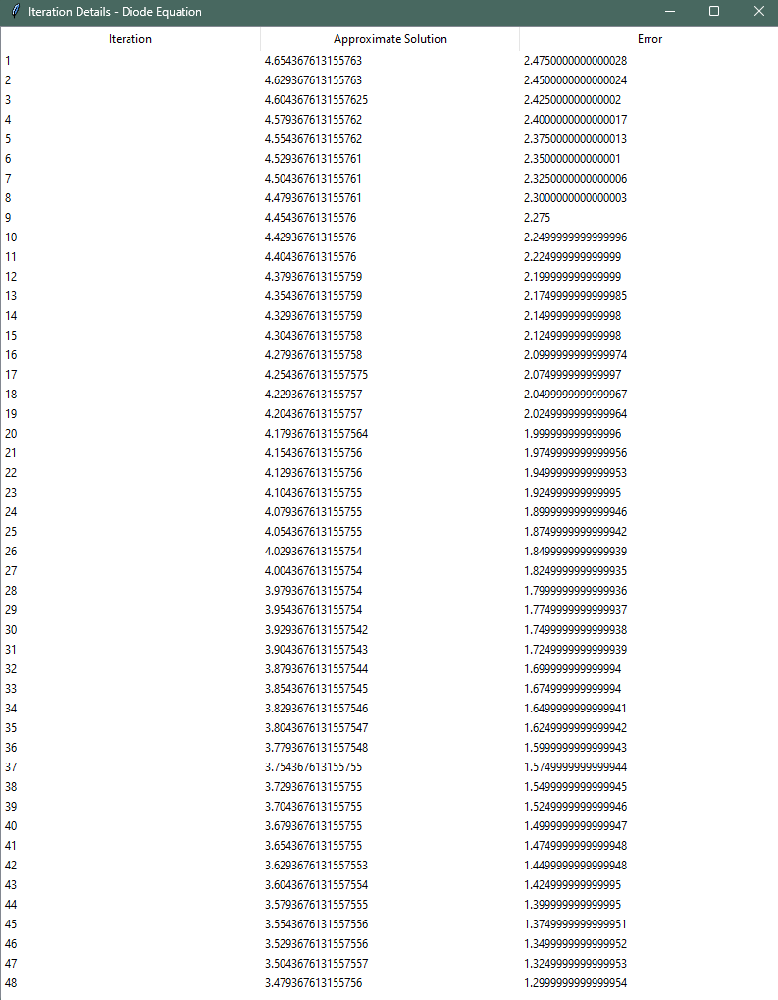 Iteration Details - Diode Equation
Iteration Approximate Solution Error
1 4.654367613155763 2.4750000000000028
2 4.629367613155763 2.4500000000000024
3 4.6043676131557625 2.425000000000002
4 4.579367613155762 2.4000000000000017
5 4.554367613155762 2.3750000000000013
6 4.529367613155761 2.350000000000001
7 4.504367613155761 2.3250000000000006
8 4.479367613155761 2.3000000000000003
9 4.45436761315576 2.275
10 4.42936761315576 2.2499999999999996
11 4.40436761315576 2.224999999999999
12 4.379367613155759 2.199999999999999
13 4.354367613155759 2.1749999999999985
14 4.329367613155759 2.149999999999998
15 4.304367613155758 2.124999999999998
16 4.279367613155758 2.0999999999999974
17 4.2543676131557575 2.074999999999997
18 4.229367613155757 2.0499999999999967
19 4.204367613155757 2.0249999999999964
20 4.1793676131557564 1.999999999999996
21 4.154367613155756 1.9749999999999956
22 4.129367613155756 1.9499999999999953
23 4.104367613155755 1.924999999999995
24 4.079367613155755 1.8999999999999946
25 4.054367613155755 1.8749999999999942
26 4.029367613155754 1.8499999999999939
27 4.004367613155754 1.8249999999999935
28 3.979367613155754 1.7999999999999936
29 3.954367613155754 1.7749999999999937
30 3.9293676131557542 1.7499999999999938
31 3.9043676131557543 1.7249999999999939
32 3.8793676131557544 1.699999999999994
33 3.8543676131557545 1.674999999999994
34 3.8293676131557546 1.6499999999999941
35 3.8043676131557547 1.6249999999999942
36 3.7793676131557548 1.5999999999999943
37 3.754367613155755 1.5749999999999944
38 3.729367613155755 1.5499999999999945
39 3.704367613155755 1.5249999999999946
40 3.679367613155755 1.4999999999999947
41 3.654367613155755 1.4749999999999948
42 3.6293676131557553 1.4499999999999948
43 3.6043676131557554 1.424999999999995
44 3.5793676131557555 1.399999999999995
45 3.5543676131557556 1.3749999999999951
46 3.5293676131557556 1.3499999999999952
47 3.5043676131557557 1.3249999999999953
48 3.479367613155756 1.2999999999999954